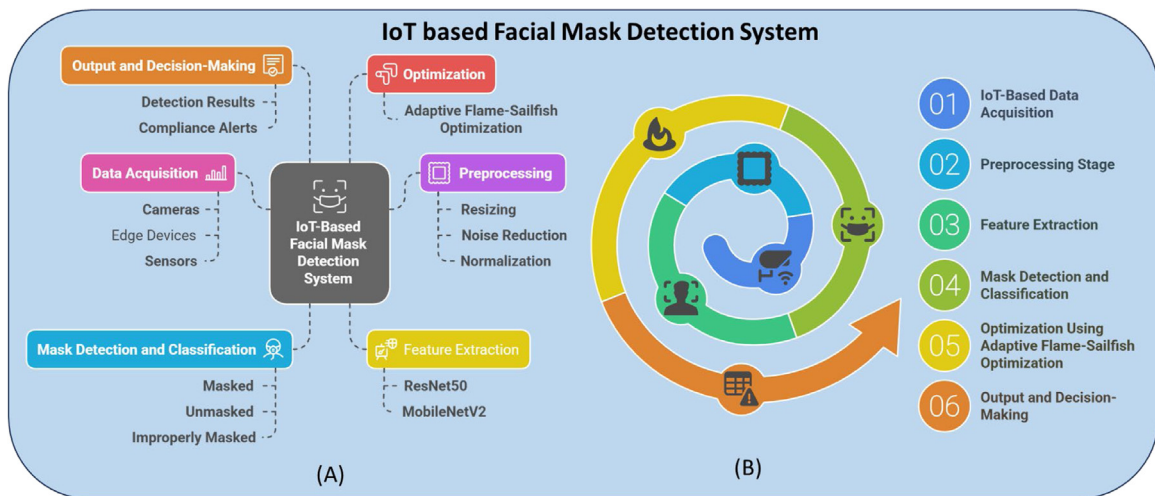 IoT based Facial Mask Detection System
Output and Decision-Making
Detection Results
Compliance Alerts
Optimization
Adaptive Flame-Sailfish
Optimization
Data Acquisition
Cameras
Edge Devices
Sensors
IoT-Based
Facial Mask
Detection
System
Preprocessing
Resizing
Noise Reduction
Normalization
Mask Detection and Classification
Masked
Unmasked
Improperly Masked
Feature Extraction
ResNet50
MobileNetV2
(A)
01
IoT-Based Data
Acquisition
02
Preprocessing Stage
03
Feature Extraction
04
Mask Detection and
Classification
05
Optimization Using
Adaptive Flame-Sailfish
Optimization
06
Output and Decision-
Making
(B)